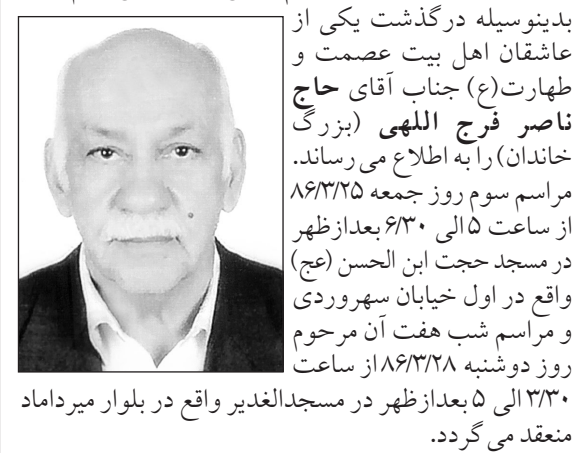 بدینوسیله درگذشت یکی از
عاشقان اهل بیت عصمت و
طهارت(ع) جناب آقای حاج
ناصر فرج اللهی (بزرگ
خاندان) را به اطلاع می رساند.
مراسم سوم روز جمعه ۸۶/۳/۲۵
از ساعت ۵ الی ۶/۳۰ بعدازظهر
در مسجد حجت ابن الحسن (عج)
واقع در اول خیابان سهروردی
و مراسم شب هفت آن مرحوم
روز دوشنبه ۸۶/۳/۲۸ از ساعت
۳/۳۰ الی ۵ بعدازظهر در مسجدالغدیر واقع در بلوار میرداماد
منعقد می گردد.